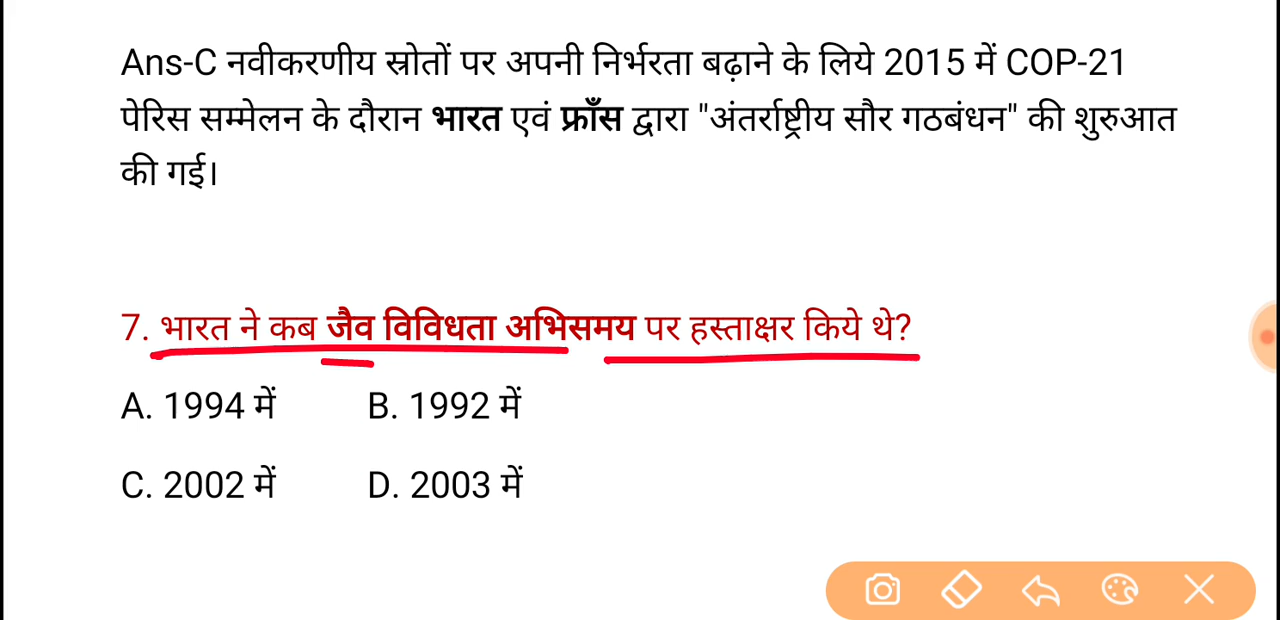 Ans-C नवीकरणीय स्रोतों पर अपनी निर्भरता बढ़ाने के लिये 2015 में COP-21
पेरिस सम्मेलन के दौरान भारत एवं फ्राँस द्वारा "अंतर्राष्ट्रीय सौर गठबंधन" की शुरुआत
की गई।
7. भारत ने कब जैव विविधता अभिसमय पर हस्ताक्षर किये थे?
A. 1994 में B. 1992 में
C. 2002 में D. 2003 में